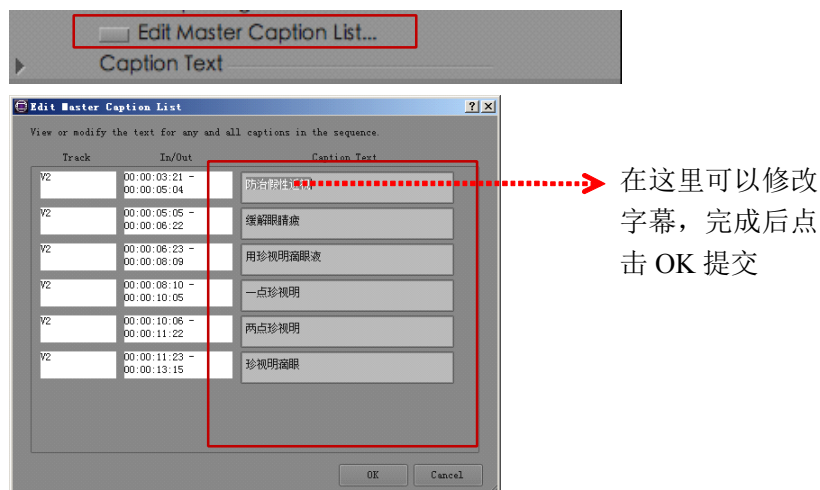 Edit Master Caption List...
Caption Text
Edit Master Caption List
View or modify the text for any and all captions in the sequence.
Track In/Out Caption Text
V2 00:00:03:21 - 00:00:05:04 防治假性近视
V2 00:00:05:05 - 00:00:06:22 缓解眼睛疲
V2 00:00:06:23 - 00:00:08:09 用珍视明滴眼液
V2 00:00:08:10 - 00:00:10:05 一点珍视明
V2 00:00:10:06 - 00:00:11:22 两点珍视明
V2 00:00:11:23 - 00:00:13:15 珍视明滴眼
OK Cancel
在这里可以修改
字幕，完成后点
击 OK 提交